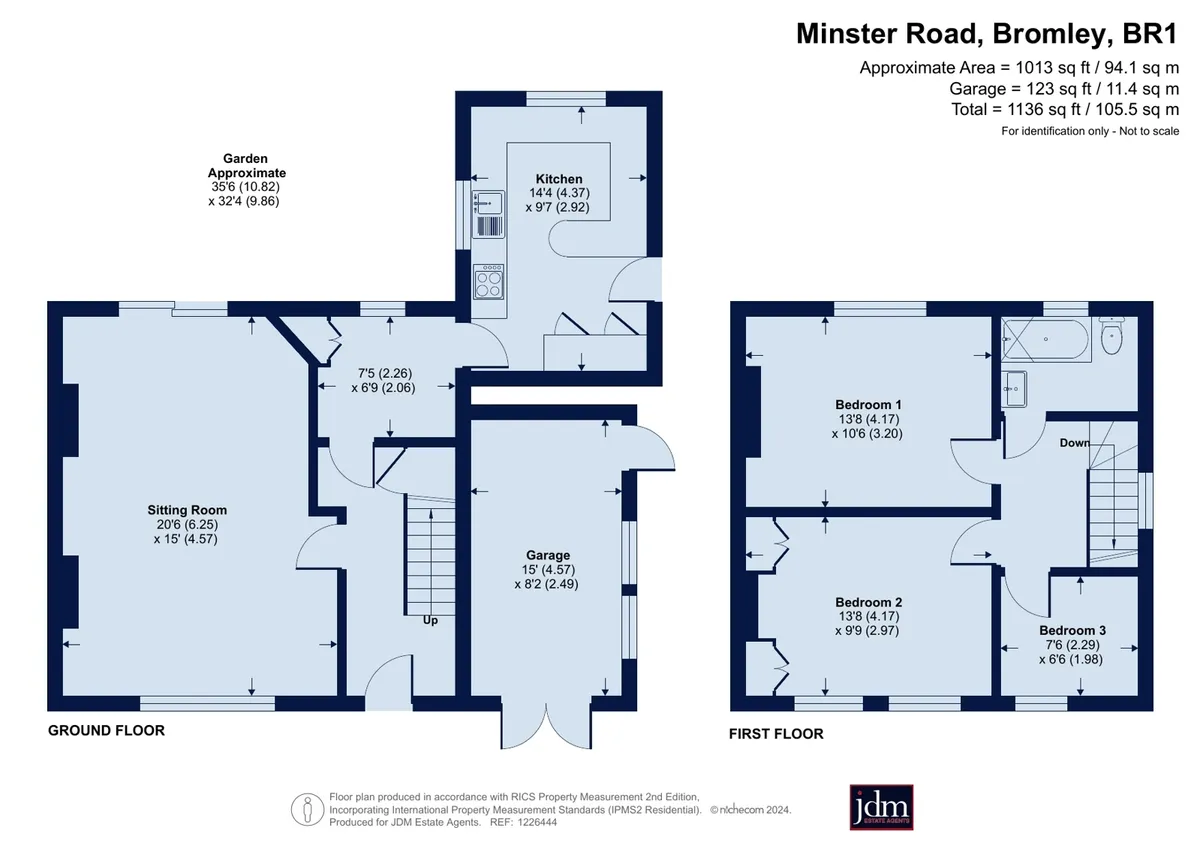 Minster Road, Bromley, BR1
Approximate Area = 1013 sq ft / 94.1 sq m
Garage = 123 sq ft / 11.4 sq m
Total = 1136 sq ft / 105.5 sq m
For identification only - Not to scale
Garden
Approximate
35'6 (10.82)
x 32'4 (9.86)
Kitchen
14'4 (4.37)
x 9'7 (2.92)
7'5 (2.26)
x 6'9 (2.06)
Sitting Room
20'6 (6.25)
x 15' (4.57)
Up
Garage
15' (4.57)
x 8'2 (2.49)
GROUND FLOOR
Bedroom 1
13'8 (4.17)
x 10'6 (3.20)
Down
Bedroom 2
13'8 (4.17)
x 9'9 (2.97)
Bedroom 3
7'6 (2.29)
x 6'6 (1.98)
FIRST FLOOR
Floor plan produced in accordance with RICS Property Measurement 2nd Edition,
Incorporating International Property Measurement Standards (IPMS2 Residential). © nichecom 2024.
Produced for JDM Estate Agents. REF: 1226444
jdm
ESTATE AGENTS